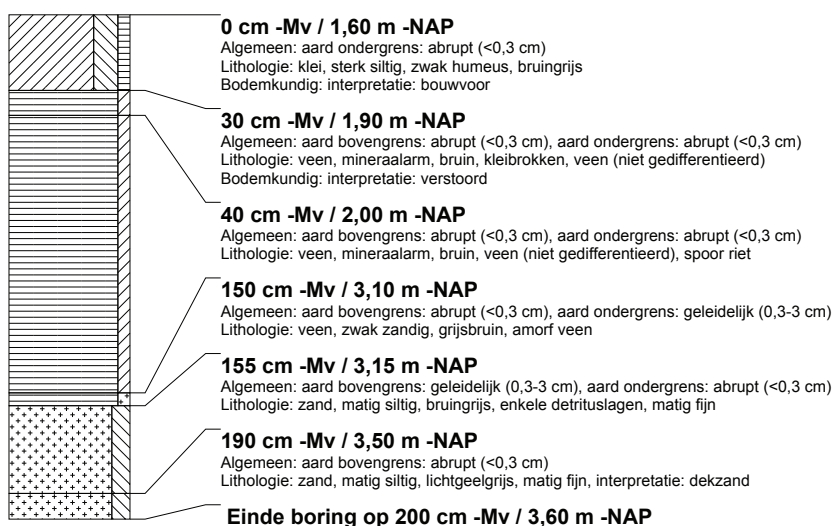 0 cm -Mv / 1,60 m -NAP
Algemeen: aard ondergrens: abrupt (<0,3 cm)
Lithologie: klei, sterk siltig, zwak humeus, bruingrijs
Bodemkundig: interpretatie: bouwvoor
30 cm -Mv / 1,90 m -NAP
Algemeen: aard bovengrens: abrupt (<0,3 cm), aard ondergrens: abrupt (<0,3 cm)
Lithologie: veen, mineraalarm, bruin, kleibrokken, veen (niet gedifferentieerd)
Bodemkundig: interpretatie: verstoord
40 cm -Mv / 2,00 m -NAP
Algemeen: aard bovengrens: abrupt (<0,3 cm), aard ondergrens: abrupt (<0,3 cm)
Lithologie: veen, mineraalarm, bruin, veen (niet gedifferentieerd), spoor riet
150 cm -Mv / 3,10 m -NAP
Algemeen: aard bovengrens: abrupt (<0,3 cm), aard ondergrens: geleidelijk (0,3-3 cm)
Lithologie: veen, zwak zandig, grijsbruin, amorf veen
155 cm -Mv / 3,15 m -NAP
Algemeen: aard bovengrens: geleidelijk (0,3-3 cm), aard ondergrens: abrupt (<0,3 cm)
Lithologie: zand, matig siltig, bruingrijs, enkele detrituslagen, matig fijn
190 cm -Mv / 3,50 m -NAP
Algemeen: aard bovengrens: abrupt (<0,3 cm)
Lithologie: zand, matig siltig, lichtgeelgrijs, matig fijn, interpretatie: dekzand
Einde boring op 200 cm -Mv / 3,60 m -NAP